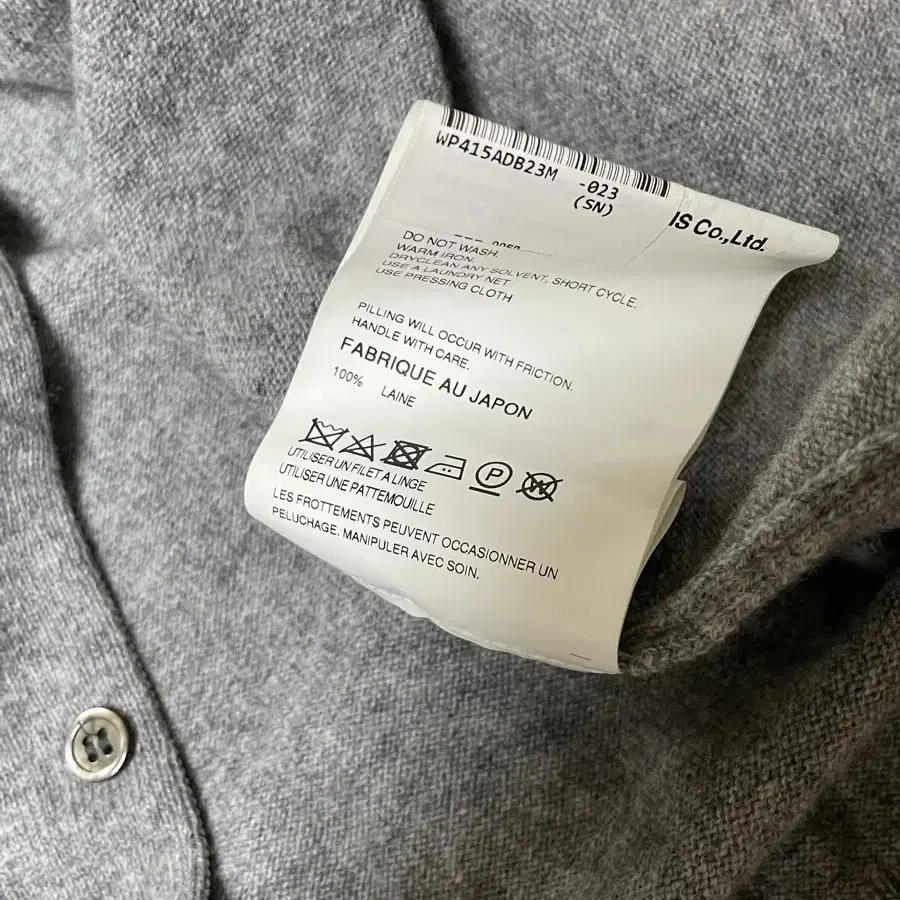 WP415ADB23M -023
(SN)
IS Co.,Ltd.
DO NOT WASH.
WARM IRON.
DRYCLEAN ANY SOLVENT, SHORT CYCLE.
USE A LAUNDRY NET
USE PRESSING CLOTH
PILLING WILL OCCUR WITH FRICTION.
HANDLE WITH CARE.
FABRIQUE AU JAPON
100% LAINE
P W
UTILISER UN FILET A LINGE
UTILISER UNE PATTEMOUILLE
LES FROTTEMENTS PEUVENT OCCASIONNER UN
PELUCHAGE. MANIPULER AVEC SOIN.